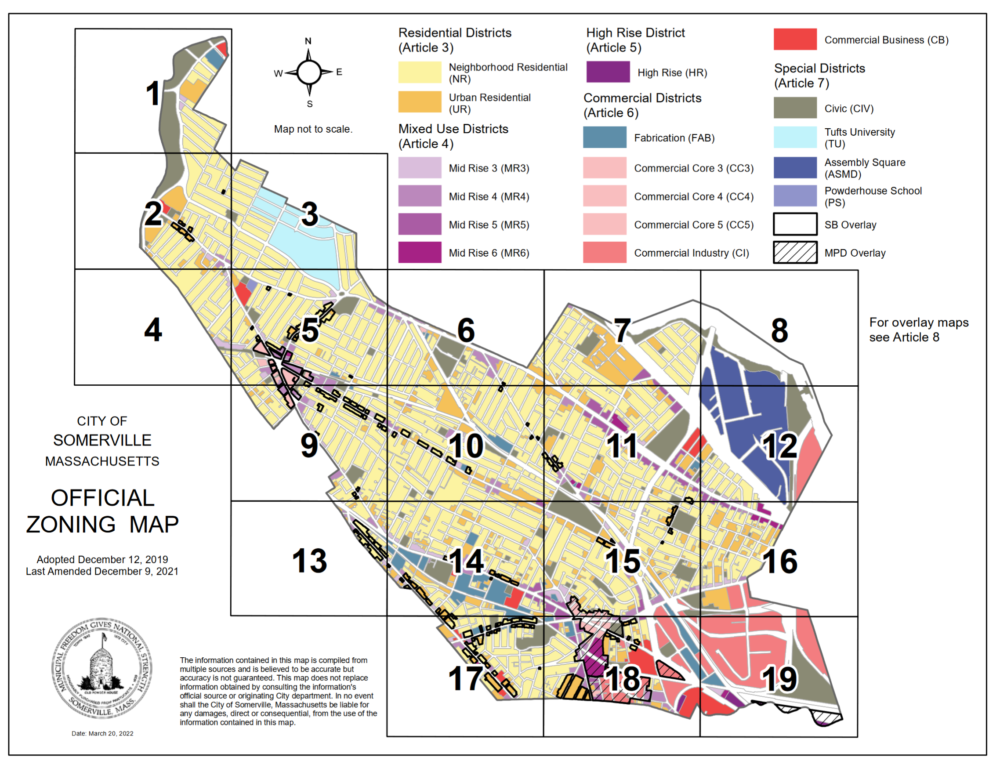 N
W
E
S
Map not to scale.
Residential Districts
(Article 3)
Neighborhood Residential
(NR)
Urban Residential
(UR)
Mixed Use Districts
(Article 4)
Mid Rise 3 (MR3)
Mid Rise 4 (MR4)
Mid Rise 5 (MR5)
Mid Rise 6 (MR6)
High Rise District
(Article 5)
High Rise (HR)
Commercial Districts
(Article 6)
Fabrication (FAB)
Commercial Core 3 (CC3)
Commercial Core 4 (CC4)
Commercial Core 5 (CC5)
Commercial Industry (CI)
Commercial Business (CB)
Special Districts
(Article 7)
Civic (CIV)
Tufts University
(TU)
Assembly Square
(ASMD)
Powderhouse School
(PS)
SB Overlay
MPD Overlay
1
2
3
4
5
6
7
8
9
10
11
12
13
14
15
16
17
18
19
For overlay maps
see Article 8
CITY OF
SOMERVILLE
MASSACHUSETTS
OFFICIAL
ZONING MAP
Adopted December 12, 2019
Last Amended December 9, 2021
MUNICIPAL FREEDOM GIVES NATIONAL STRENGTH
TOWN 1842
1872 CITY
OLD POWDER HOUSE
HONORABLY PURCHASED FROM PAWTUCKETS • 1639
SOMERVILLE, MASS.
Date: March 20, 2022
The information contained in this map is compiled from
multiple sources and is believed to be accurate but
accuracy is not guaranteed. This map does not replace
information obtained by consulting the information's
official source or originating City department. In no event
shall the City of Somerville, Massachusetts be liable for
any damages, direct or consequential, from the use of the
information contained in this map.